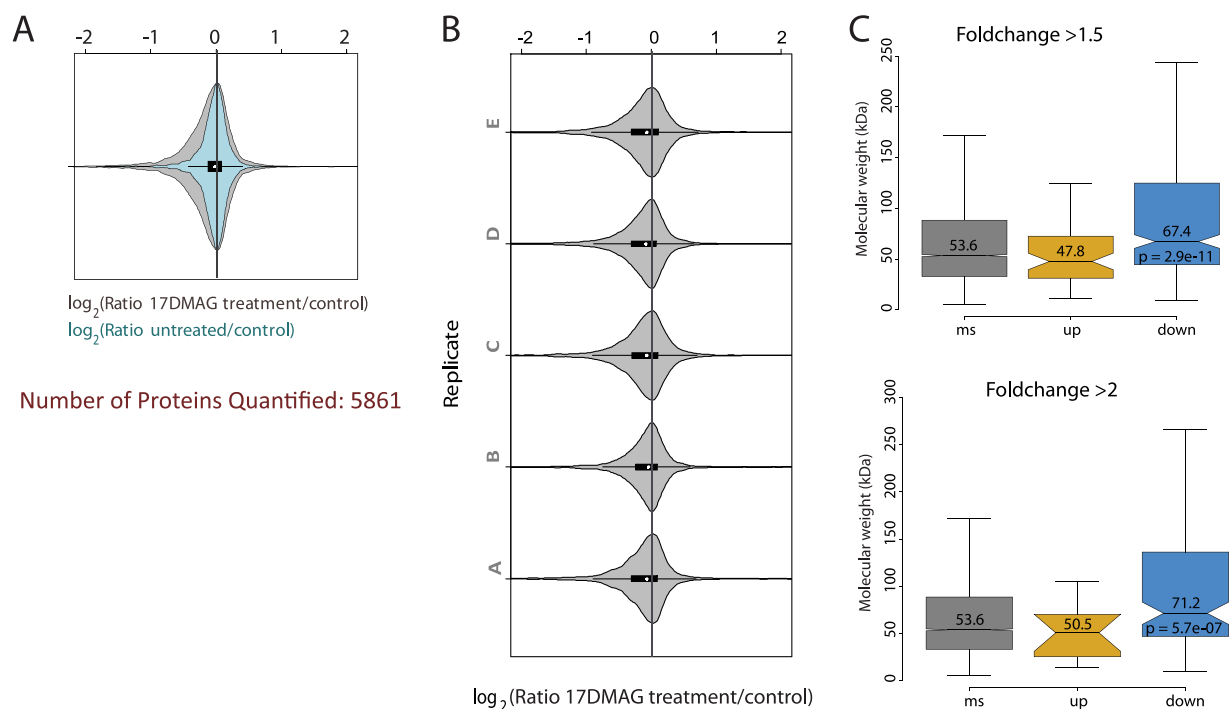 A
-2 -1 0 1 2
log2(Ratio 17DMAG treatment/control)
log2(Ratio untreated/control)
Number of Proteins Quantified: 5861
B
-2 -1 0 1 2
Replicate
E
D
C
B
A
log2(Ratio 17DMAG treatment/control)
C
Foldchange >1.5
Molecular weight (kDa)
250
200
150
100
50
0
53.6
47.8
67.4
p = 2.9e-11
ms up down
Foldchange >2
Molecular weight (kDa)
300
250
200
150
100
50
0
53.6
50.5
71.2
p = 5.7e-07
ms up down